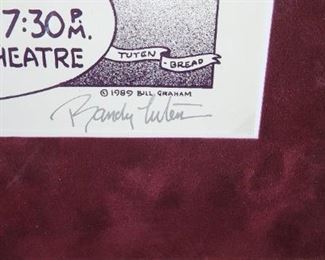 7:30 P.M.
HEATRE
TUTEN BREAD
© 1989 BILL GRAHAM
Randy Tuten